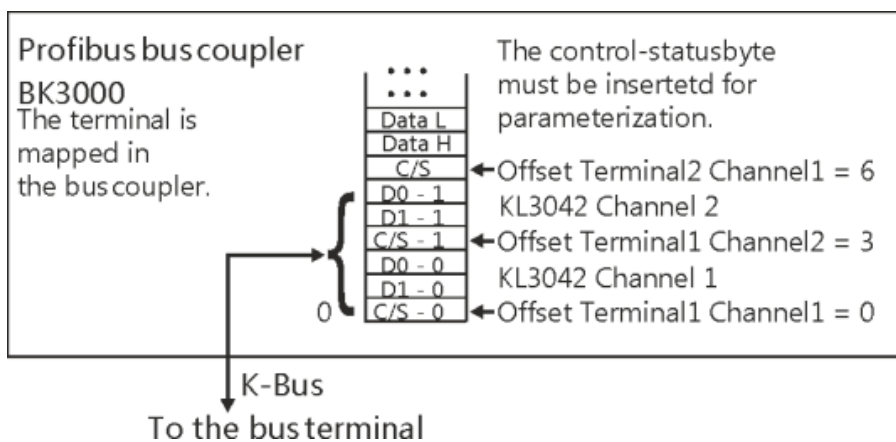 Profibus bus coupler
BK3000
The terminal is
mapped in
the bus coupler.
The control-statusbyte
must be insertetd for
parameterization.
Data L
Data H
C/S
Offset Terminal2 Channel1 = 6
D0 - 1
KL3042 Channel 2
D1 - 1
C/S - 1
Offset Terminal1 Channel2 = 3
D0 - 0
KL3042 Channel 1
D1 - 0
0
C/S - 0
Offset Terminal1 Channel1 = 0
K-Bus
To the bus terminal